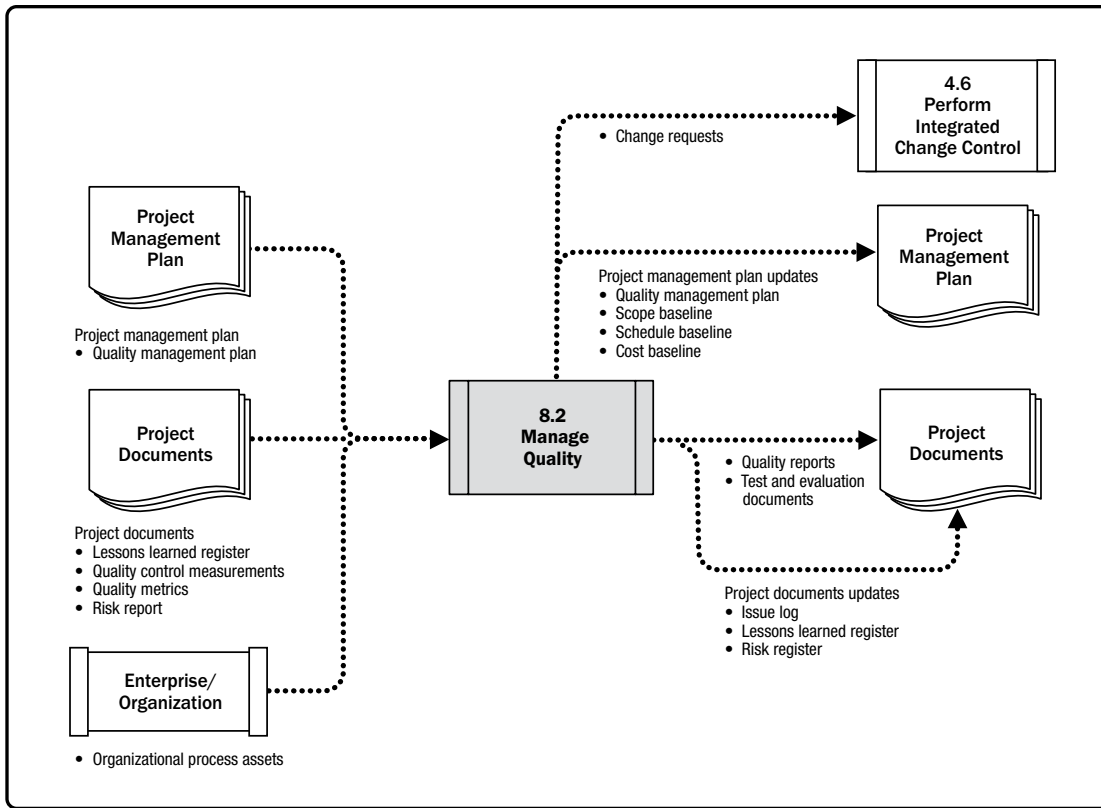 4.6
Perform
Integrated
Change Control
• Change requests
Project
Management
Plan
Project
Management
Plan
Project management plan updates
• Quality management plan
• Scope baseline
• Schedule baseline
• Cost baseline
Project management plan
• Quality management plan
8.2
Manage
Quality
Project
Documents
Project
Documents
• Quality reports
• Test and evaluation
documents
Project documents
• Lessons learned register
• Quality control measurements
• Quality metrics
• Risk report
Project documents updates
• Issue log
• Lessons learned register
• Risk register
Enterprise/
Organization
• Organizational process assets